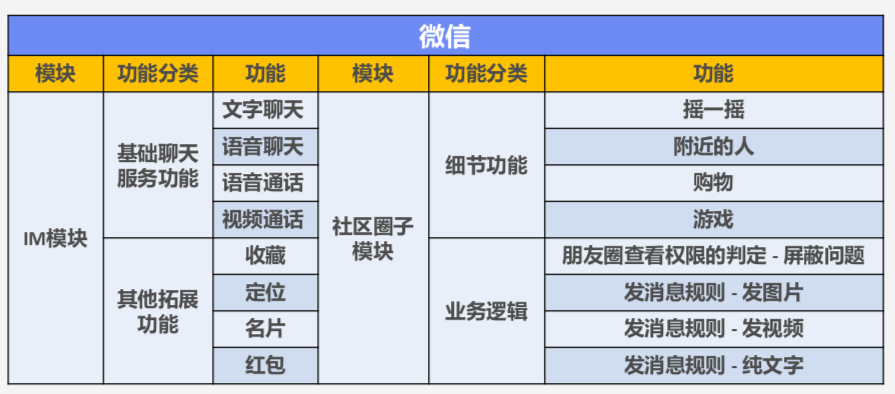 微信
模块 功能分类 功能 模块 功能分类 功能
IM模块
基础聊天
服务功能
文字聊天
语音聊天
语音通话
视频通话
其他拓展
功能
收藏
定位
名片
红包
社区圈子
模块
细节功能
摇一摇
附近的人
购物
游戏
业务逻辑
朋友圈查看权限的判定 - 屏蔽问题
发消息规则 - 发图片
发消息规则 - 发视频
发消息规则 - 纯文字